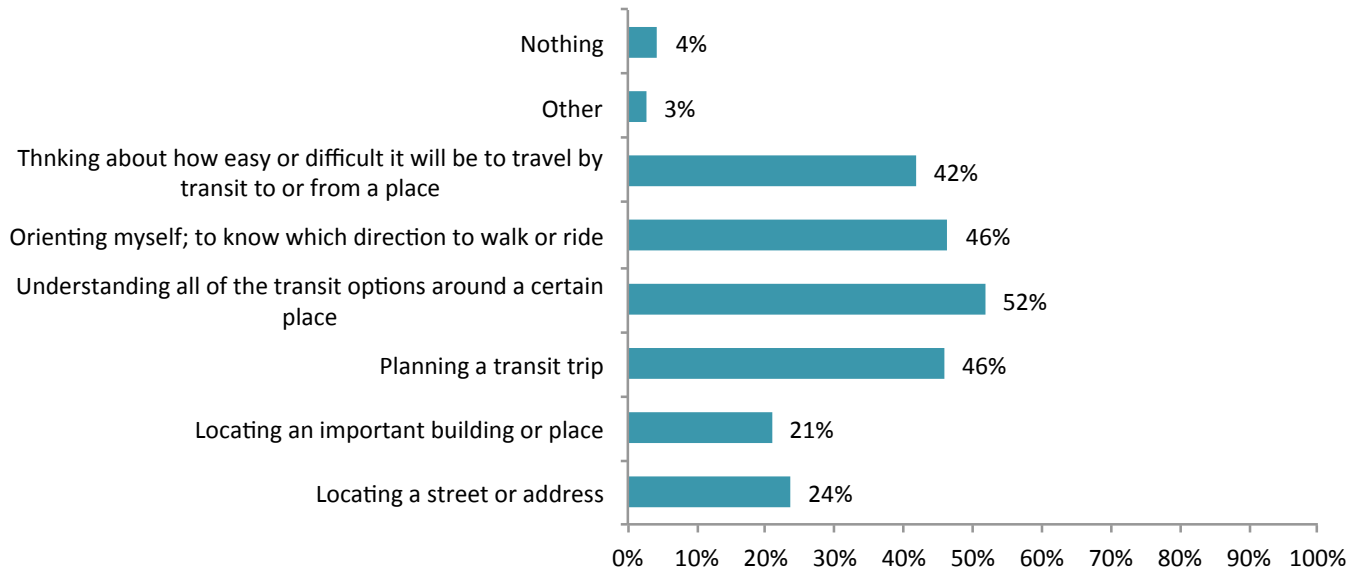 Nothing
4%
Other
3%
Thnking about how easy or difficult it will be to travel by
transit to or from a place
42%
Orienting myself; to know which direction to walk or ride
46%
Understanding all of the transit options around a certain
place
52%
Planning a transit trip
46%
Locating an important building or place
21%
Locating a street or address
24%
0% 10% 20% 30% 40% 50% 60% 70% 80% 90% 100%